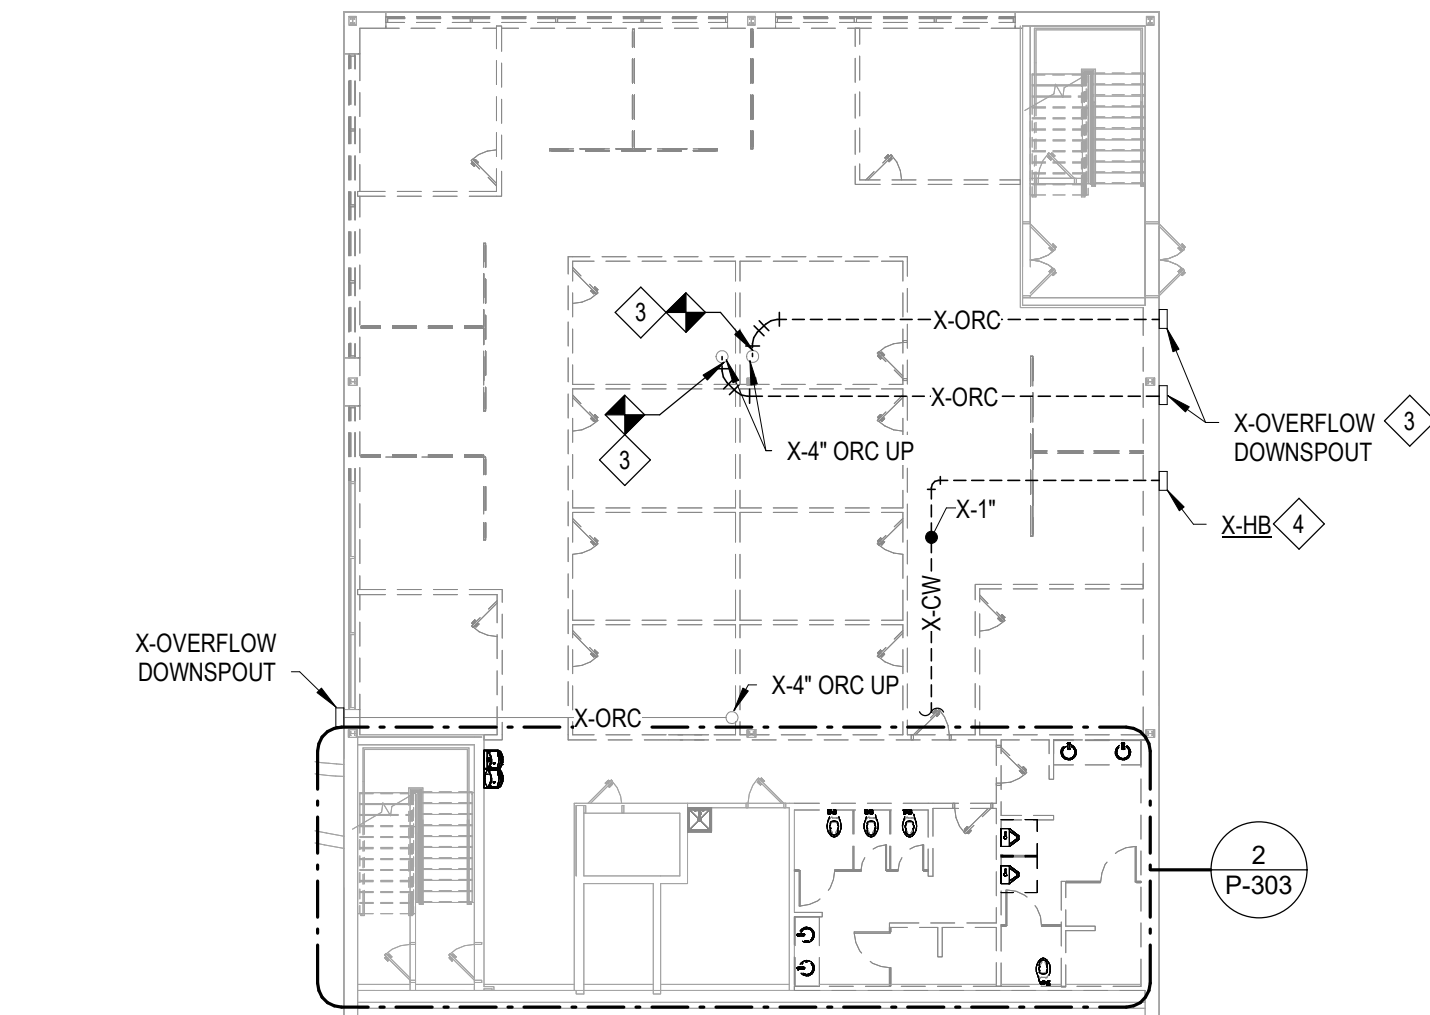 3
X-ORC
X-ORC
3
X-4" ORC UP
X-OVERFLOW
DOWNSPOUT
3
X-1"
X-HB
4
X-CW
X-OVERFLOW
DOWNSPOUT
X-4" ORC UP
X-ORC
2
P-303